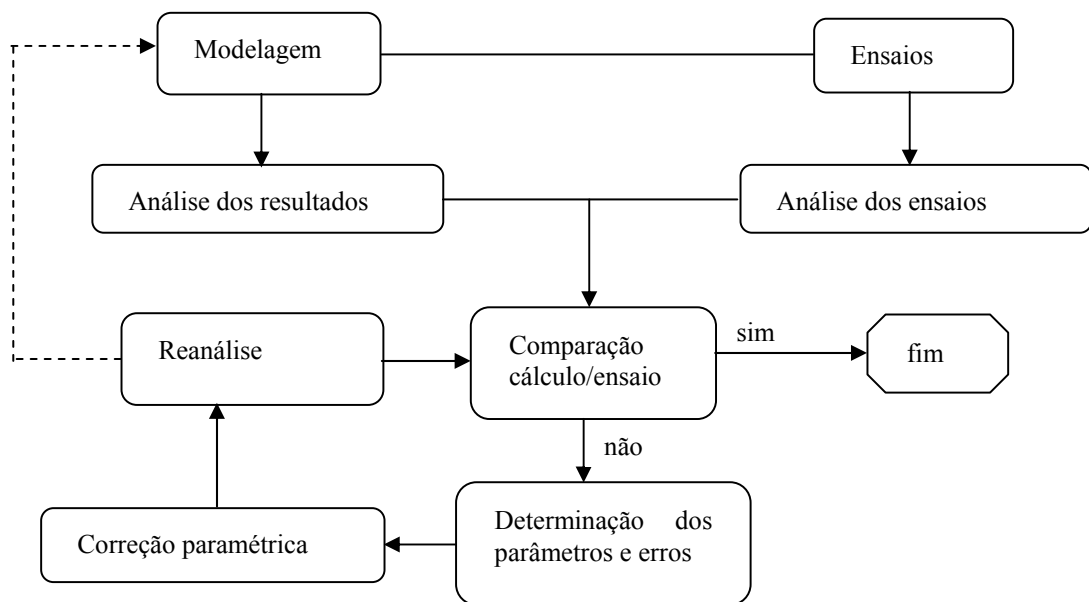 Modelagem
Ensaios
Análise dos resultados
Análise dos ensaios
Reanálise
Comparação
cálculo/ensaio
sim
fim
não
Determinação dos
parâmetros e erros
Correção paramétrica